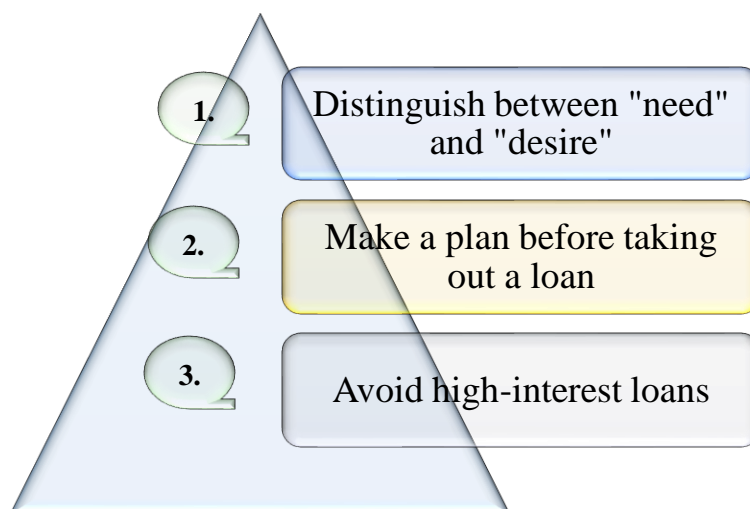 1.
Distinguish between "need"
and "desire"
2.
Make a plan before taking
out a loan
3.
Avoid high-interest loans